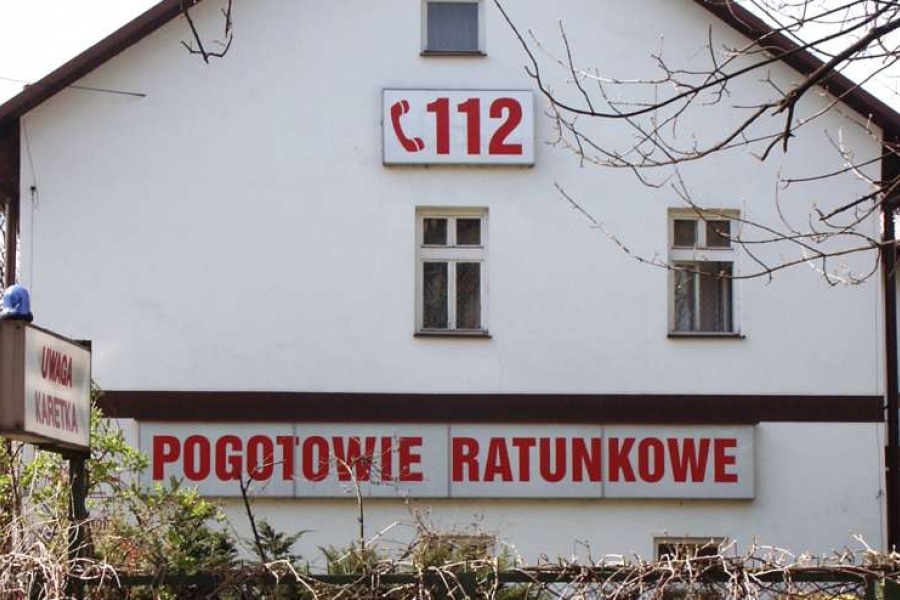 112
UWAGA
KARETKA
POGOTOWIE RATUNKOWE